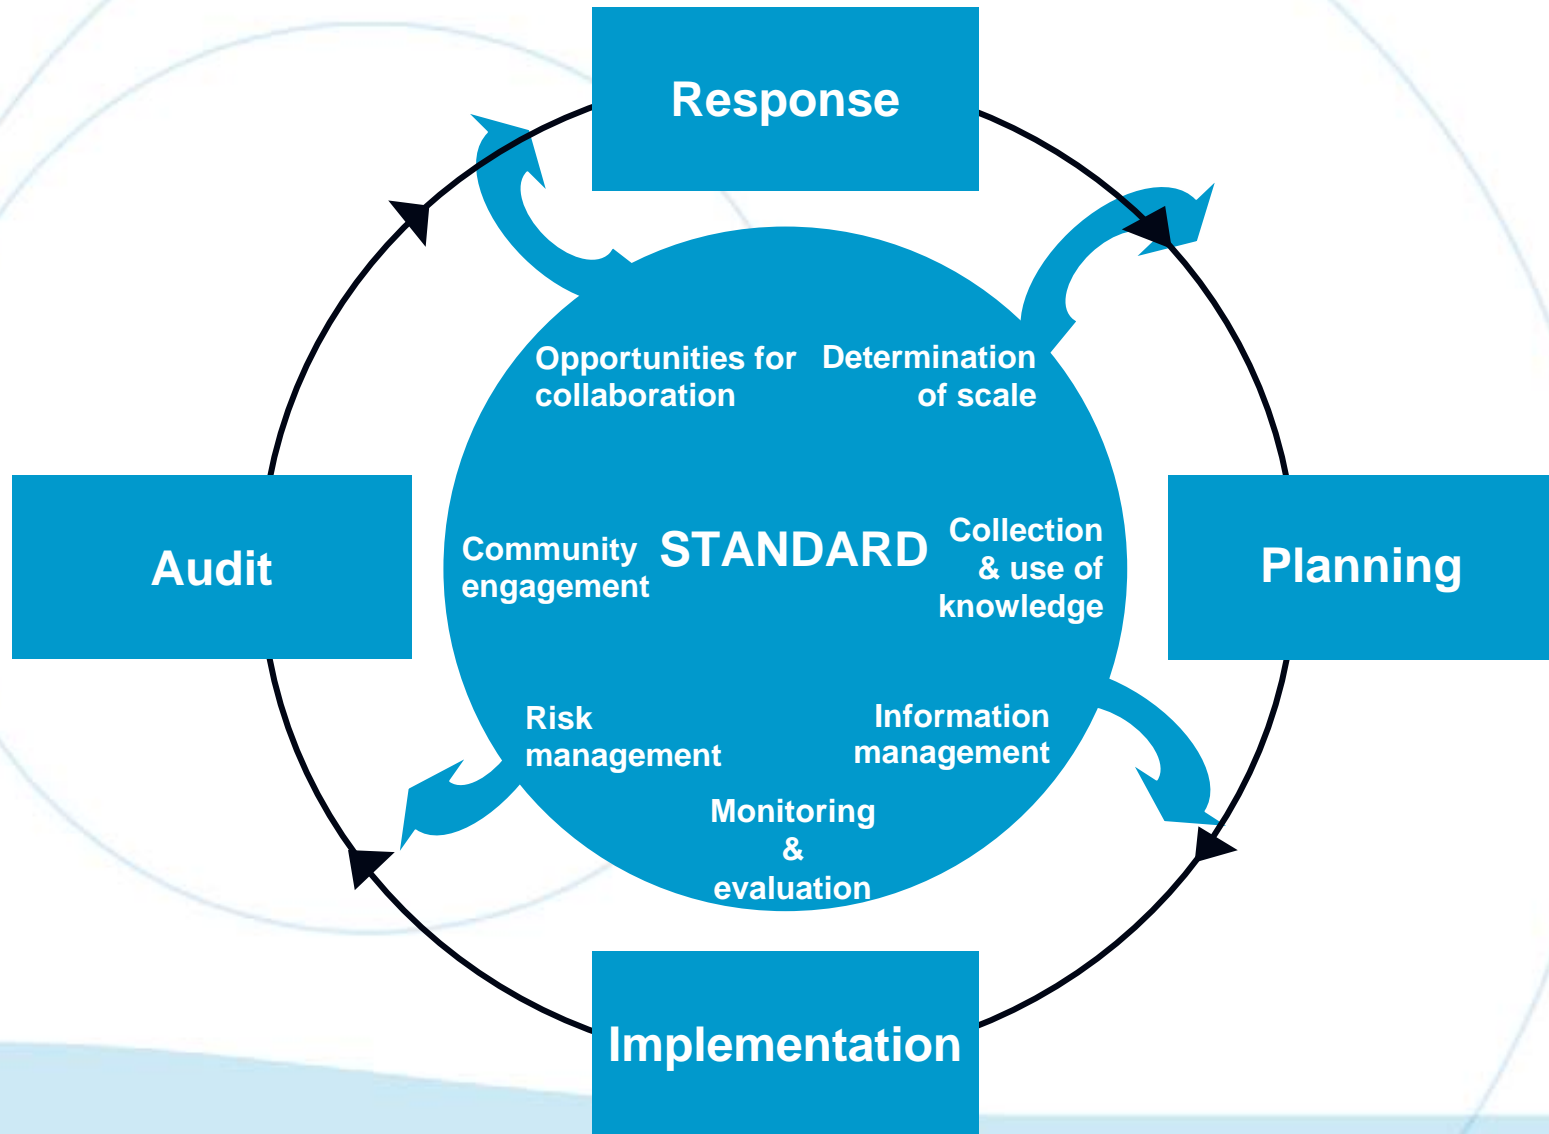 Response
Opportunities for
collaboration
Determination
of scale
Audit
Community
engagement
STANDARD
Collection
& use of
knowledge
Planning
Risk
management
Information
management
Monitoring
&
evaluation
Implementation